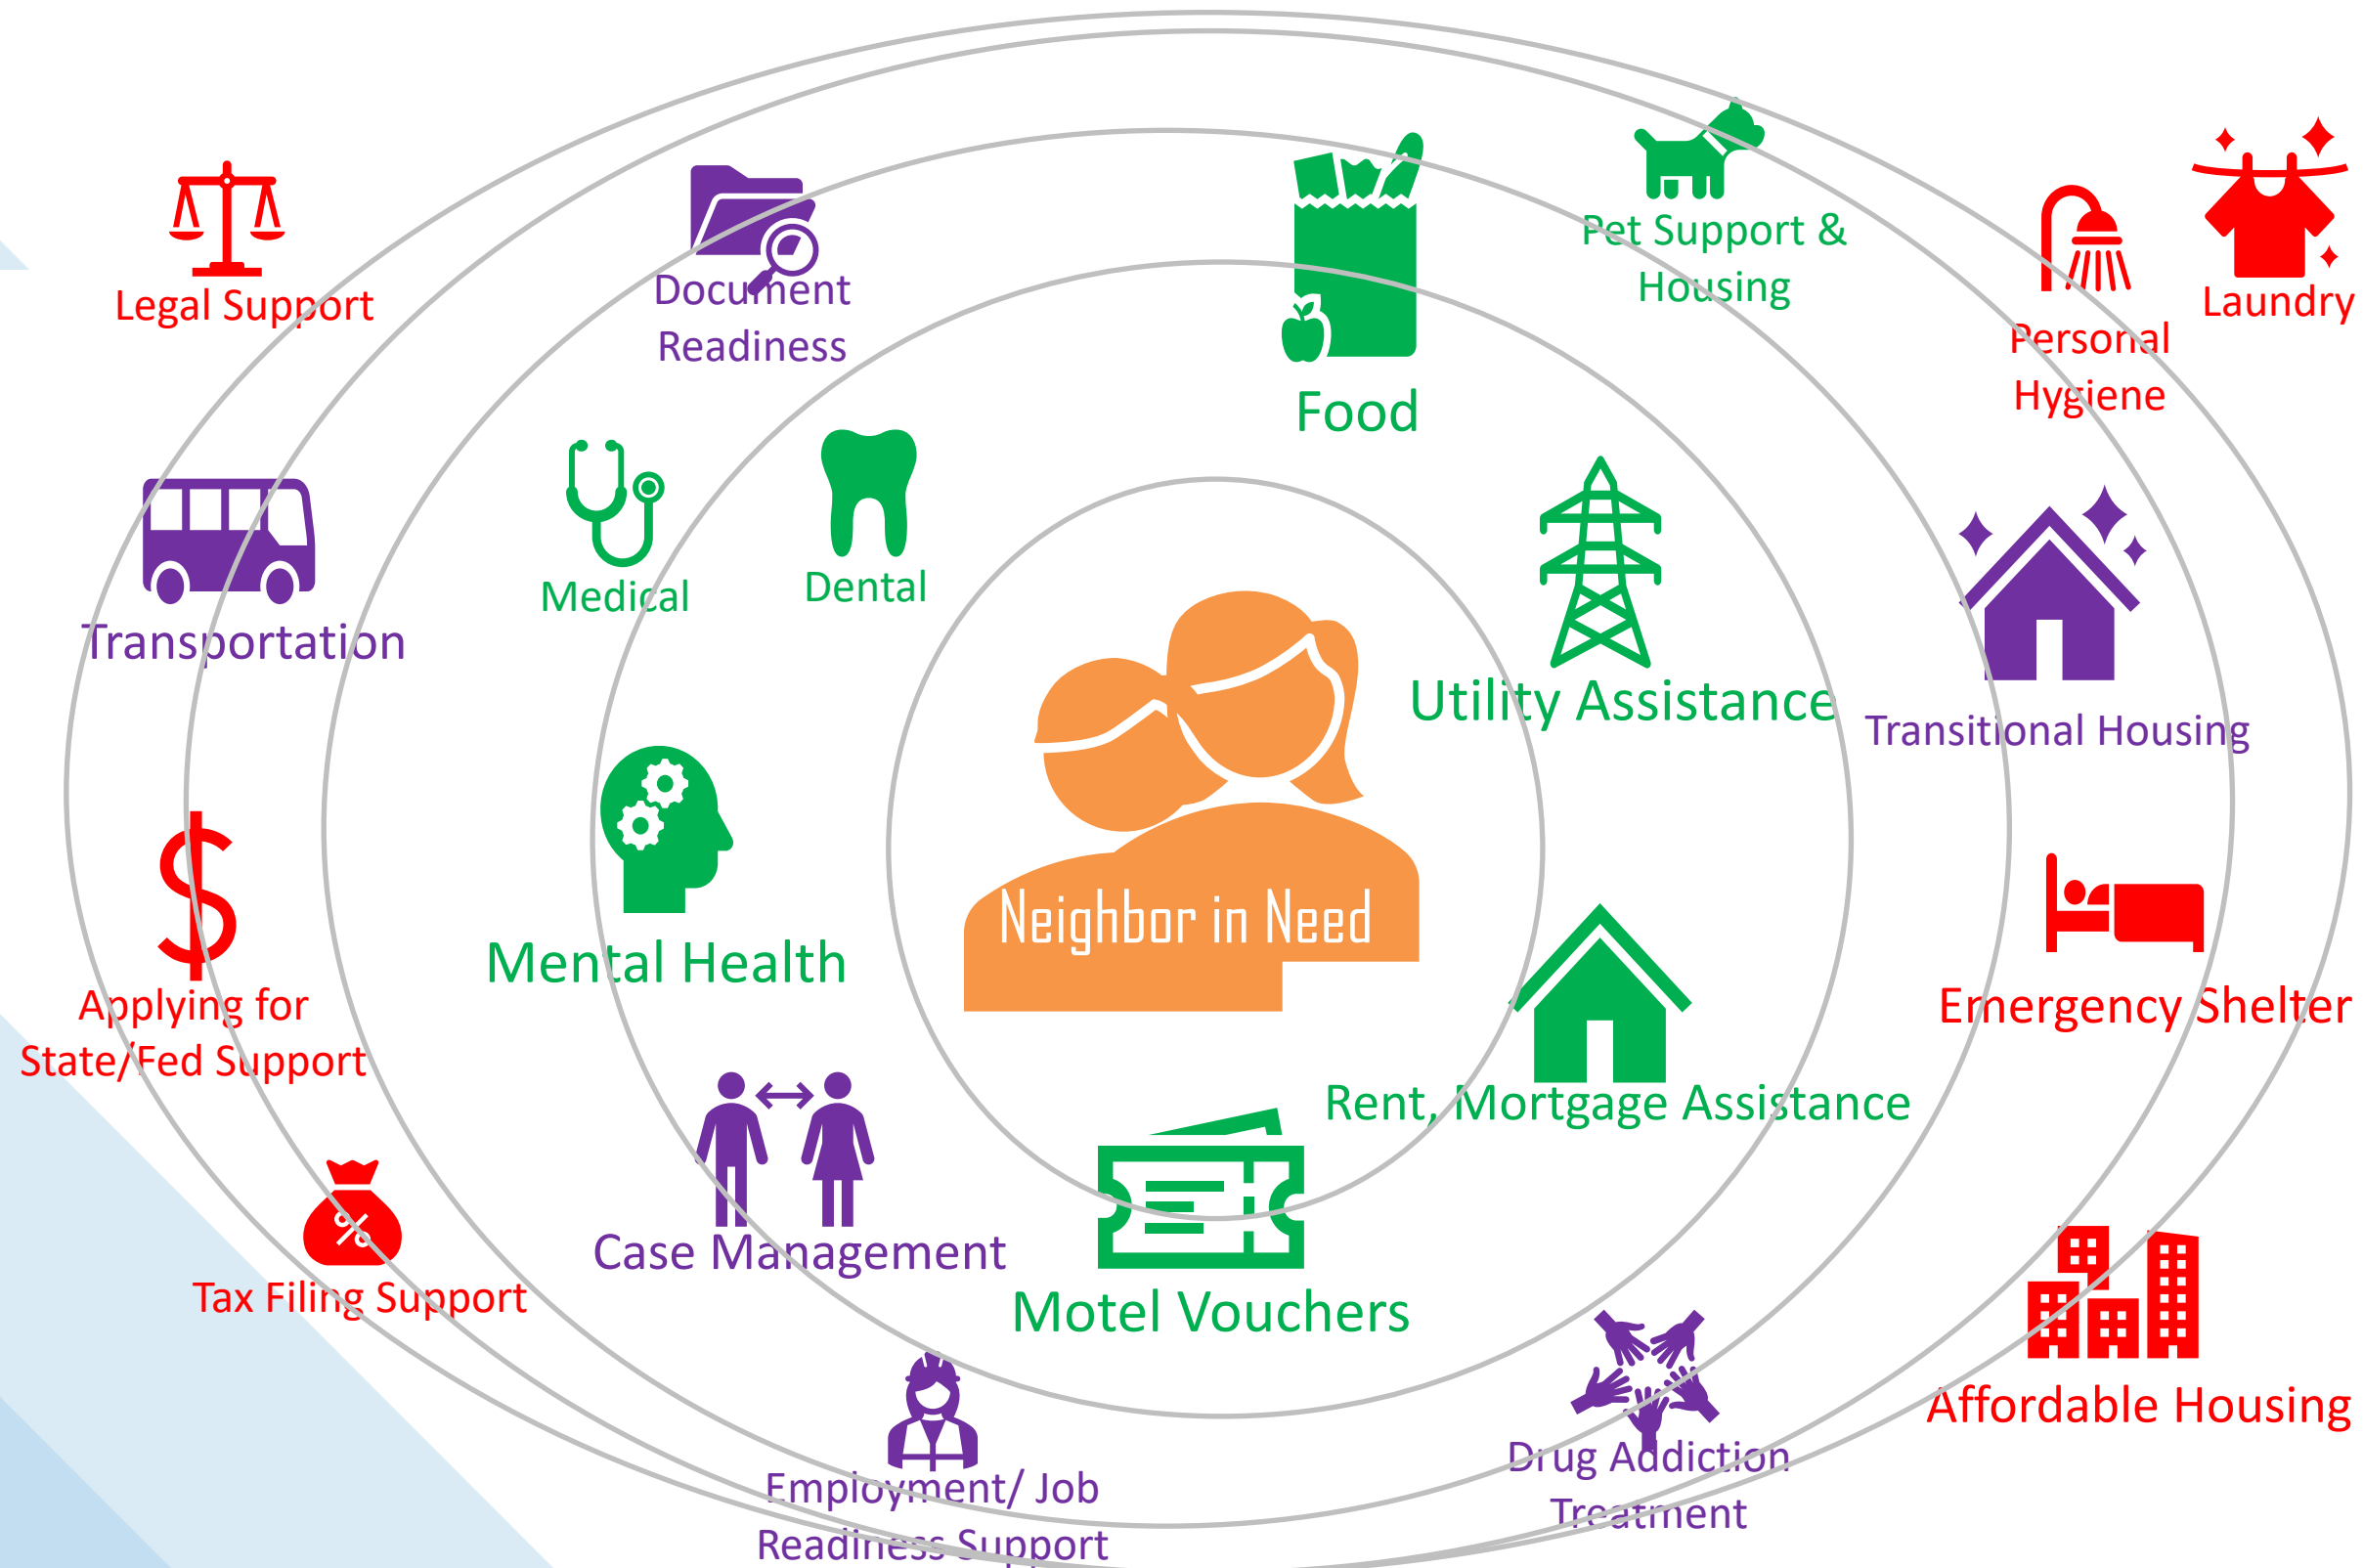 Legal Support
Document
Readiness
Food
Pet Support &
Housing
Personal
Hygiene
Laundry
Transportation
Medical
Dental
Utility Assistance
Transitional Housing
Mental Health
Neighbor in Need
Applying for
State/Fed Support
Emergency Shelter
Rent, Mortgage Assistance
Case Management
Motel Vouchers
Tax Filing Support
%
Affordable Housing
Employment/ Job
Readiness Support
Drug Addiction
Treatment